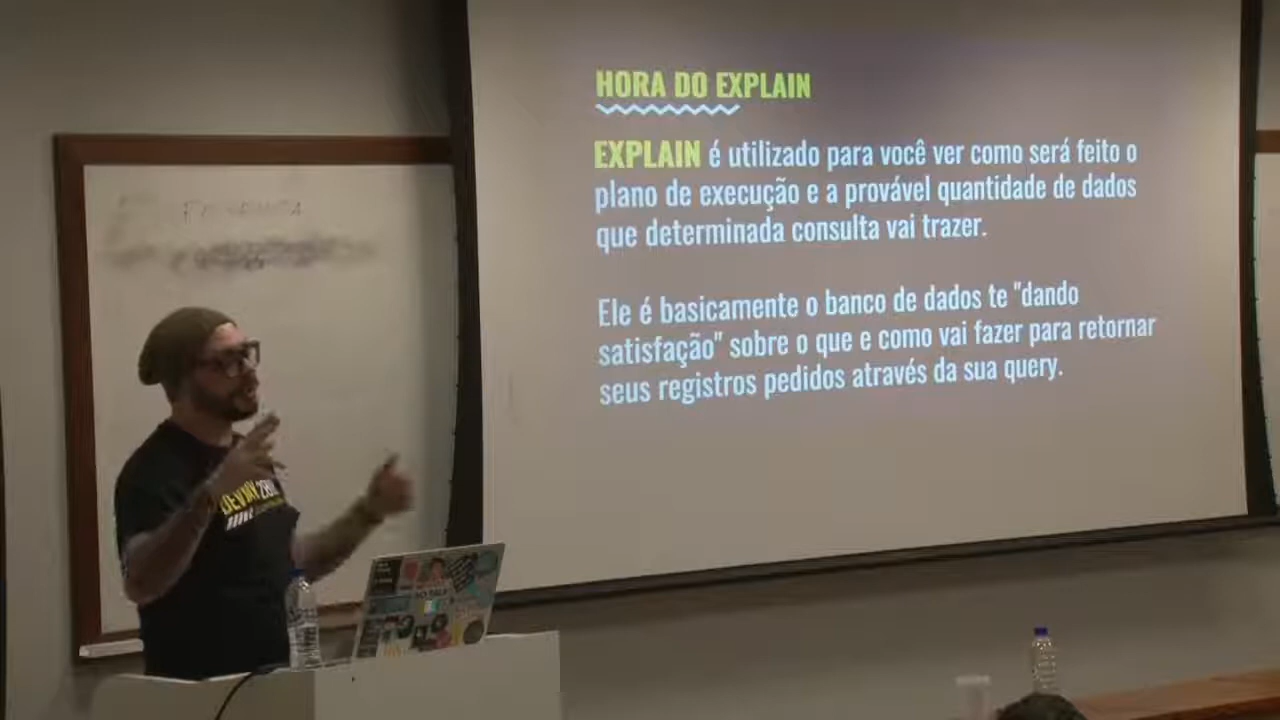 HORA DO EXPLAIN
EXPLAIN é utilizado para você ver como será feito o
plano de execução e a provável quantidade de dados
que determinada consulta vai trazer.
Ele é basicamente o banco de dados te "dando
satisfação" sobre o que e como vai fazer para retornar
seus registros pedidos através da sua query.